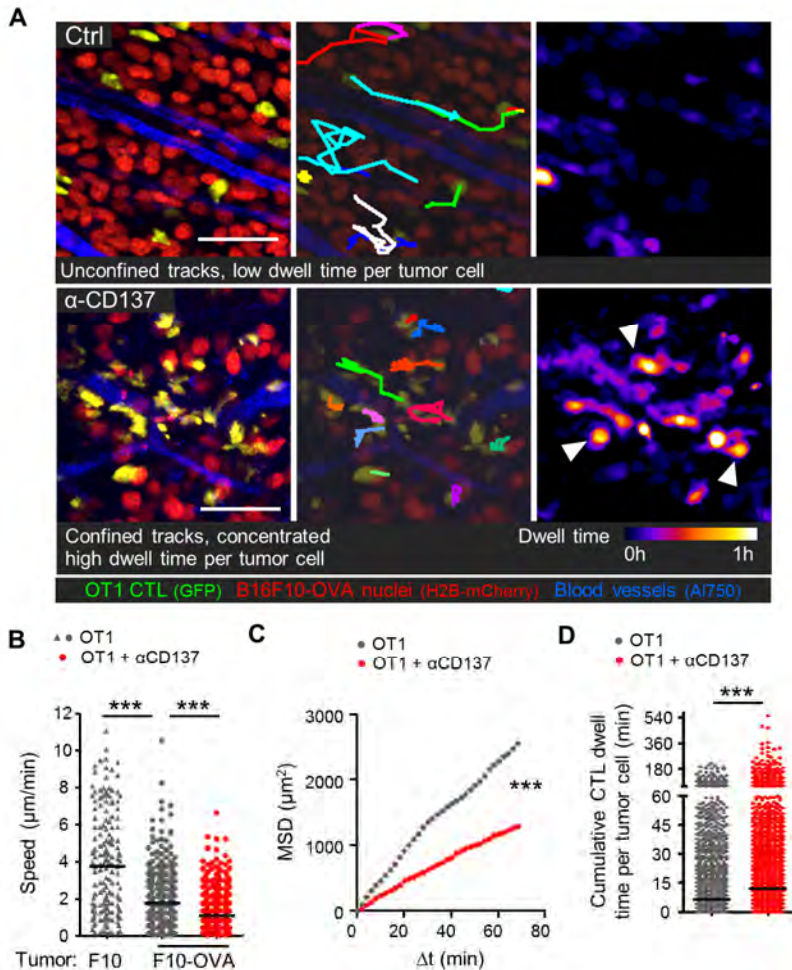 A
Ctrl
Unconfined tracks, low dwell time per tumor cell
α-CD137
Confined tracks, concentrated
high dwell time per tumor cell
Dwell time
0h 1h
OT1 CTL (GFP) B16F10-OVA nuclei (H2B-mCherry) Blood vessels (Al750)
B
OT1
OT1 + αCD137
*** ***
Speed (µm/min)
12
10
8
6
4
2
0
Tumor: F10 F10-OVA
C
OT1
OT1 + αCD137
MSD (µm²)
3000
2000
1000
0
***
0 20 40 60 80
Δt (min)
D
OT1
OT1 + αCD137
***
Cumulative CTL dwell
time per tumor cell (min)
540
360
180
60
45
30
15
0